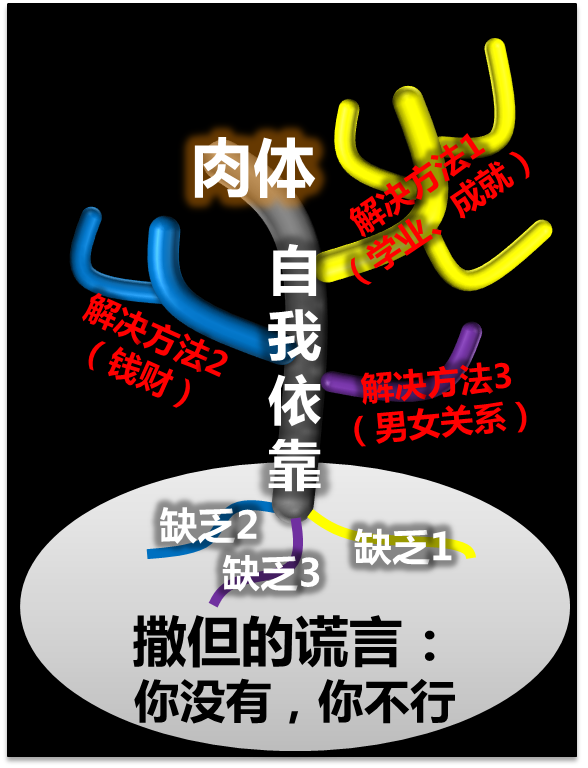 肉体
自我依靠
解决方法1
（学业、成就）
解决方法2
（钱财）
解决方法3
（男女关系）
缺乏2
缺乏3
缺乏1
撒但的谎言：
你没有，你不行